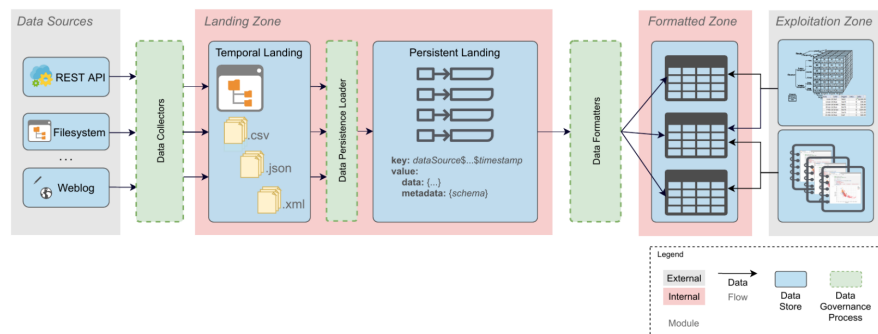 Data Sources
REST API
Filesystem
...
Weblog
Data Collectors
Landing Zone
Temporal Landing
.csv
.json
.xml
Data Persistence Loader
Persistent Landing
key: dataSource$...$timestamp
value:
data: {...}
metadata: {schema}
Data Formatters
Formatted Zone
Exploitation Zone
Legend
External
Internal
Module
Data
Flow
Data
Store
Data
Governance
Process